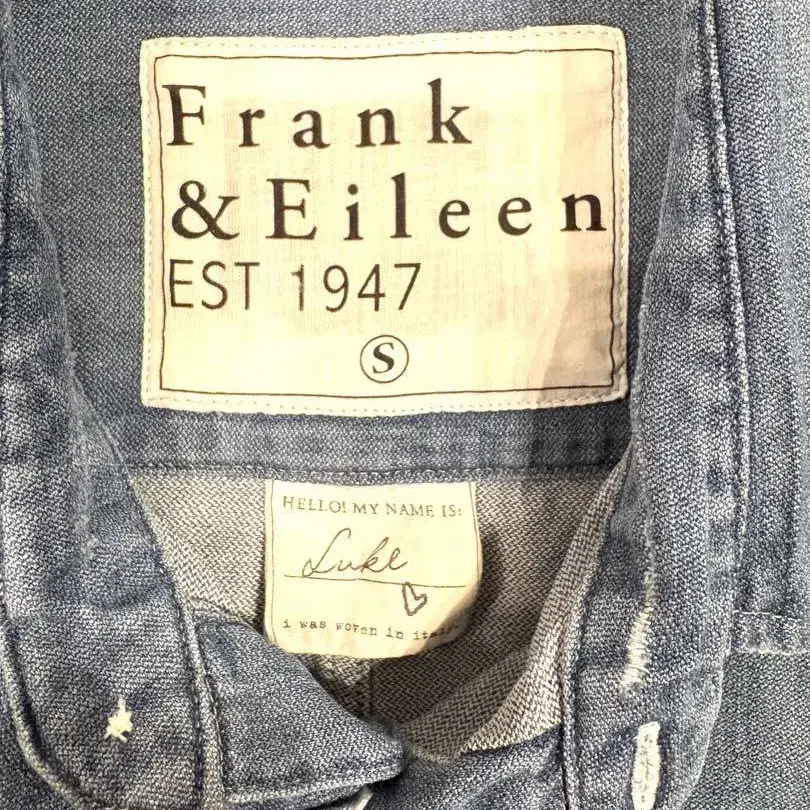 Frank
& Eileen
EST 1947
S
HELLO! MY NAME IS:
Luke
i was woven in